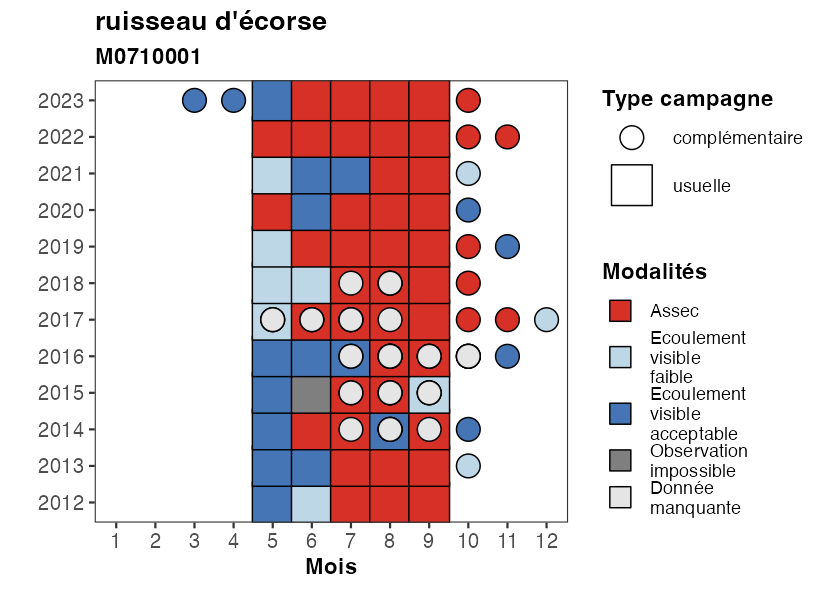 ruisseau d'écorse
M0710001
2023
2022
2021
2020
2019
2018
2017
2016
2015
2014
2013
2012
1 2 3 4 5 6 7 8 9 10 11 12
Mois
Type campagne
complémentaire
usuelle
Modalités
Assec
Ecoulement
visible
faible
Ecoulement
visible
acceptable
Observation
impossible
Donnée
manquante